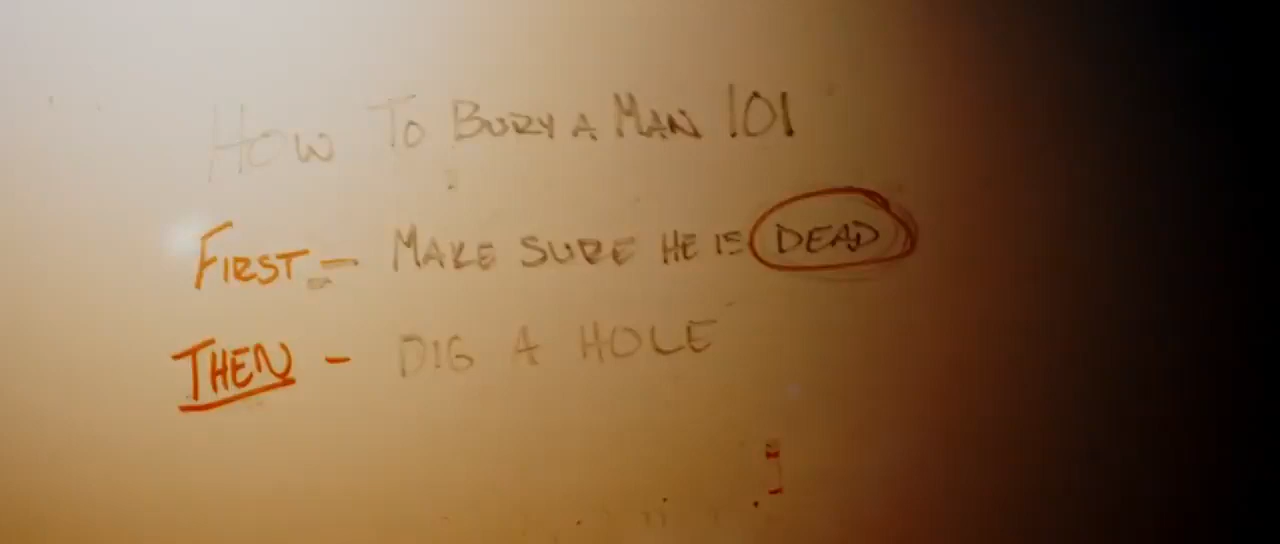 HOW TO BURY A MAN 101
FIRST - MAKE SURE HE IS DEAD
THEN - DIG A HOLE